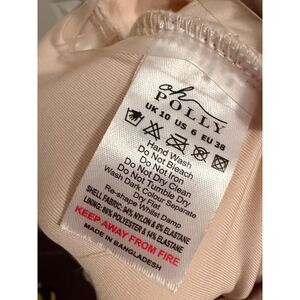 oh
POLLY
UK 10 US 6 EU 38
Hand Wash
Do Not Bleach
Do Not Iron
Do Not Dry Clean
Do Not Tumble Dry
Wash Dark Colour Separate
Dry Flat
Re-shape Whilst Damp
SHELL FABRIC: 94% NYLON & 6% ELASTANE
LINING: 86% POLYESTER & 14% ELASTANE
KEEP AWAY FROM FIRE
MADE IN BANGLADESH